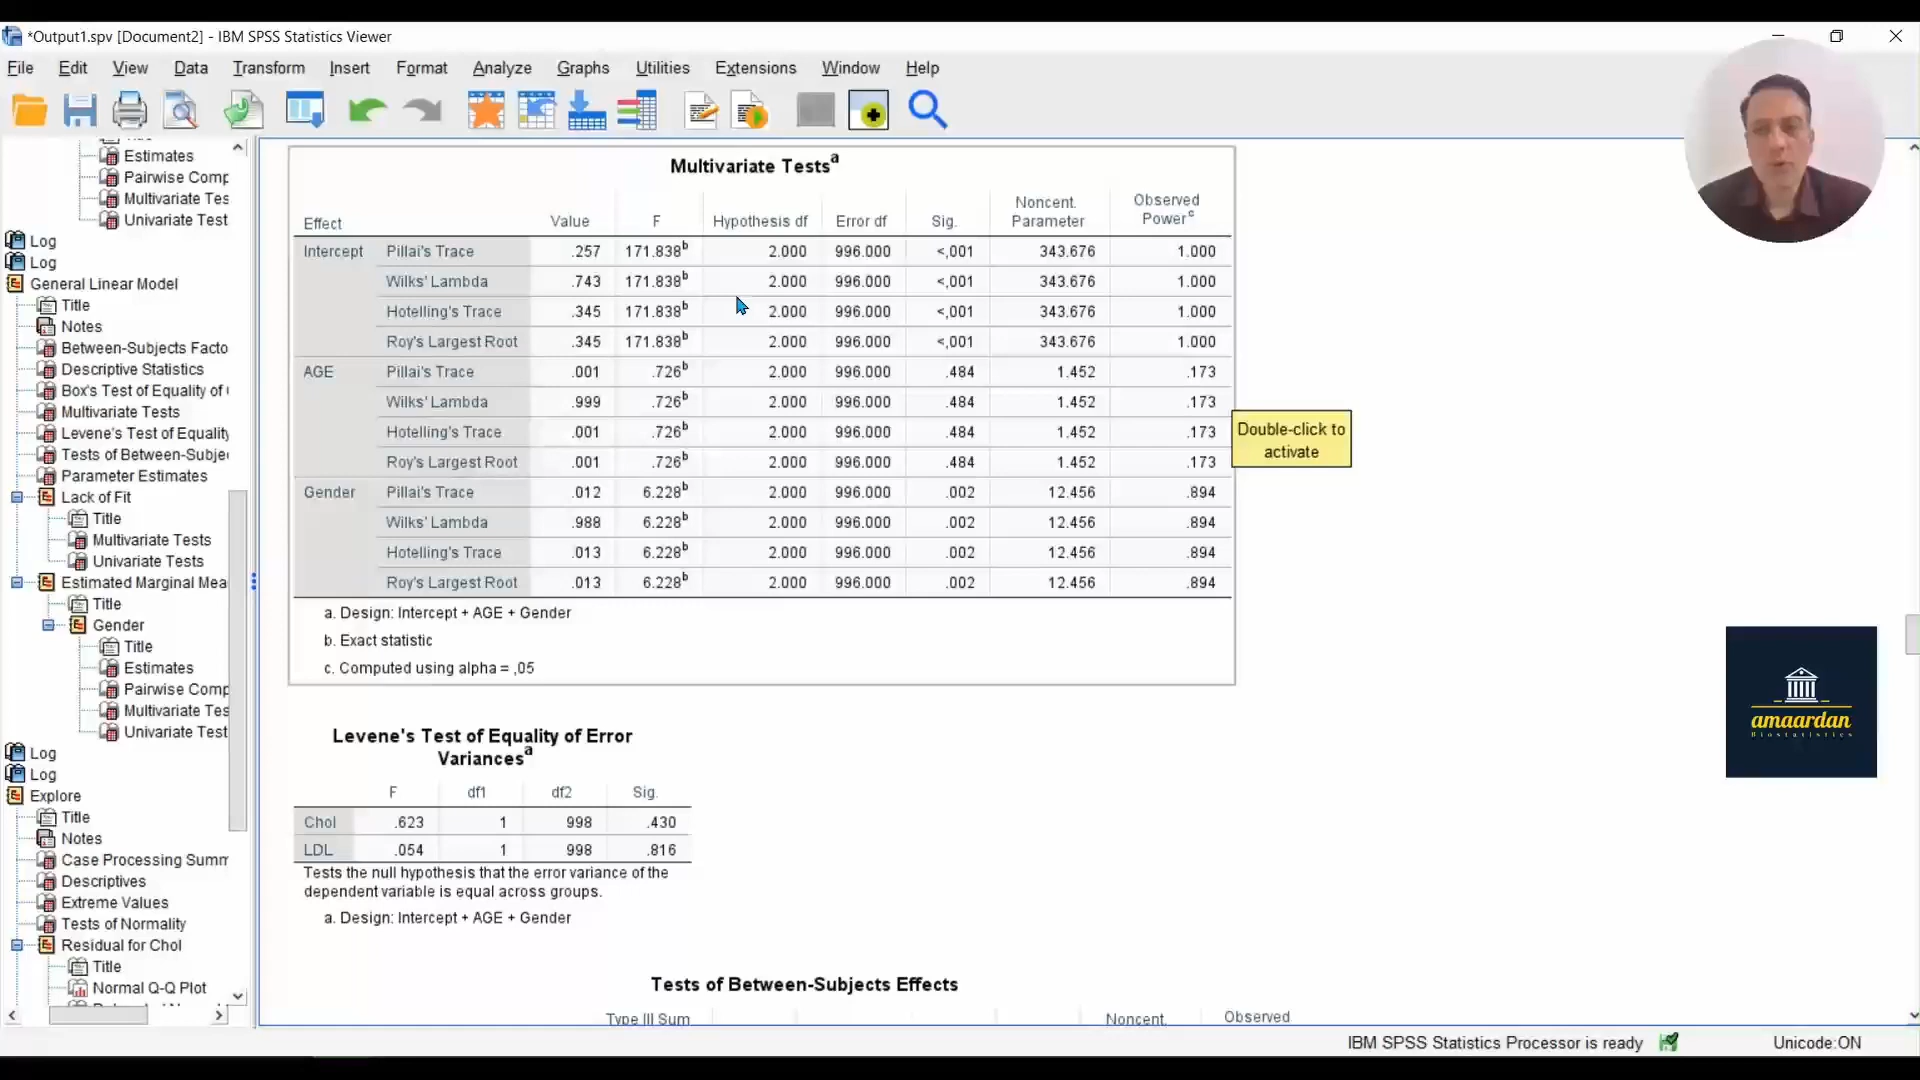 *Output1.spv [Document2] - IBM SPSS Statistics Viewer
File Edit View Data Transform Insert Format Analyze Graphs Utilities Extensions Window Help
Estimates
Pairwise Comp
Multivariate Tes
Univariate Test
Log
Log
General Linear Model
Title
Notes
Between-Subjects Facto
Descriptive Statistics
Box's Test of Equality of
Multivariate Tests
Levene's Test of Equality
Tests of Between-Subje
Parameter Estimates
Lack of Fit
Title
Multivariate Tests
Univariate Tests
Estimated Marginal Mea
Title
Gender
Title
Estimates
Pairwise Comp
Multivariate Tes
Univariate Test
Log
Log
Explore
Title
Notes
Case Processing Summ
Descriptives
Extreme Values
Tests of Normality
Residual for Chol
Title
Normal Q-Q Plot
Multivariate Testsa
Effect Value F Hypothesis df Error df Sig. Noncent. Parameter Observed Powerc
Intercept Pillai's Trace .257 171.838b 2.000 996.000 <,001 343.676 1.000
Wilks' Lambda .743 171.838b 2.000 996.000 <,001 343.676 1.000
Hotelling's Trace .345 171.838b 2.000 996.000 <,001 343.676 1.000
Roy's Largest Root .345 171.838b 2.000 996.000 <,001 343.676 1.000
AGE Pillai's Trace .001 .726b 2.000 996.000 .484 1.452 .173
Wilks' Lambda .999 .726b 2.000 996.000 .484 1.452 .173
Hotelling's Trace .001 .726b 2.000 996.000 .484 1.452 .173
Roy's Largest Root .001 .726b 2.000 996.000 .484 1.452 .173
Gender Pillai's Trace .012 6.228b 2.000 996.000 .002 12.456 .894
Wilks' Lambda .988 6.228b 2.000 996.000 .002 12.456 .894
Hotelling's Trace .013 6.228b 2.000 996.000 .002 12.456 .894
Roy's Largest Root .013 6.228b 2.000 996.000 .002 12.456 .894
a. Design: Intercept + AGE + Gender
b. Exact statistic
c. Computed using alpha = ,05
Double-click to
activate
Levene's Test of Equality of Error
Variancesa
F df1 df2 Sig.
Chol .623 1 998 .430
LDL .054 1 998 .816
Tests the null hypothesis that the error variance of the
dependent variable is equal across groups.
a. Design: Intercept + AGE + Gender
Tests of Between-Subjects Effects
Type III Sum Noncent. Observed
amaardan
Biostatistics
IBM SPSS Statistics Processor is ready Unicode:ON